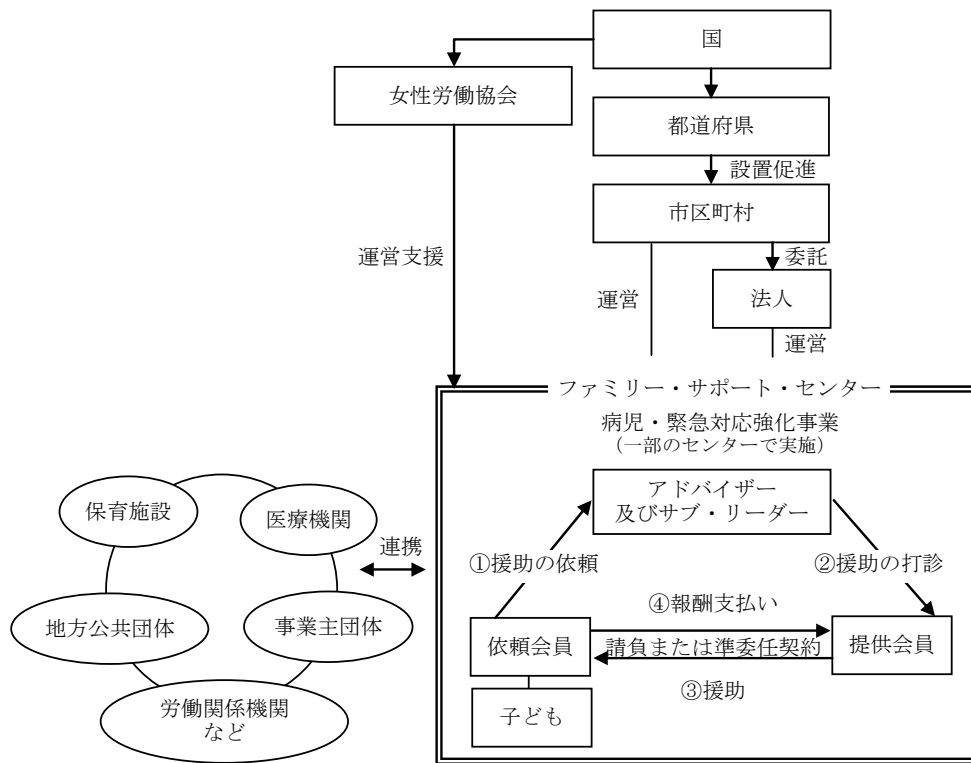 国
女性労働協会
都道府県
設置促進
市区町村
運営支援
委託
運営
法人
運営
ファミリー・サポート・センター
病児・緊急対応強化事業
（一部のセンターで実施）
アドバイザー
及びサブ・リーダー
保育施設
医療機関
連携
①援助の依頼
②援助の打診
④報酬支払い
地方公共団体
事業主団体
依頼会員
請負または準委任契約
提供会員
③援助
労働関係機関
など
子ども